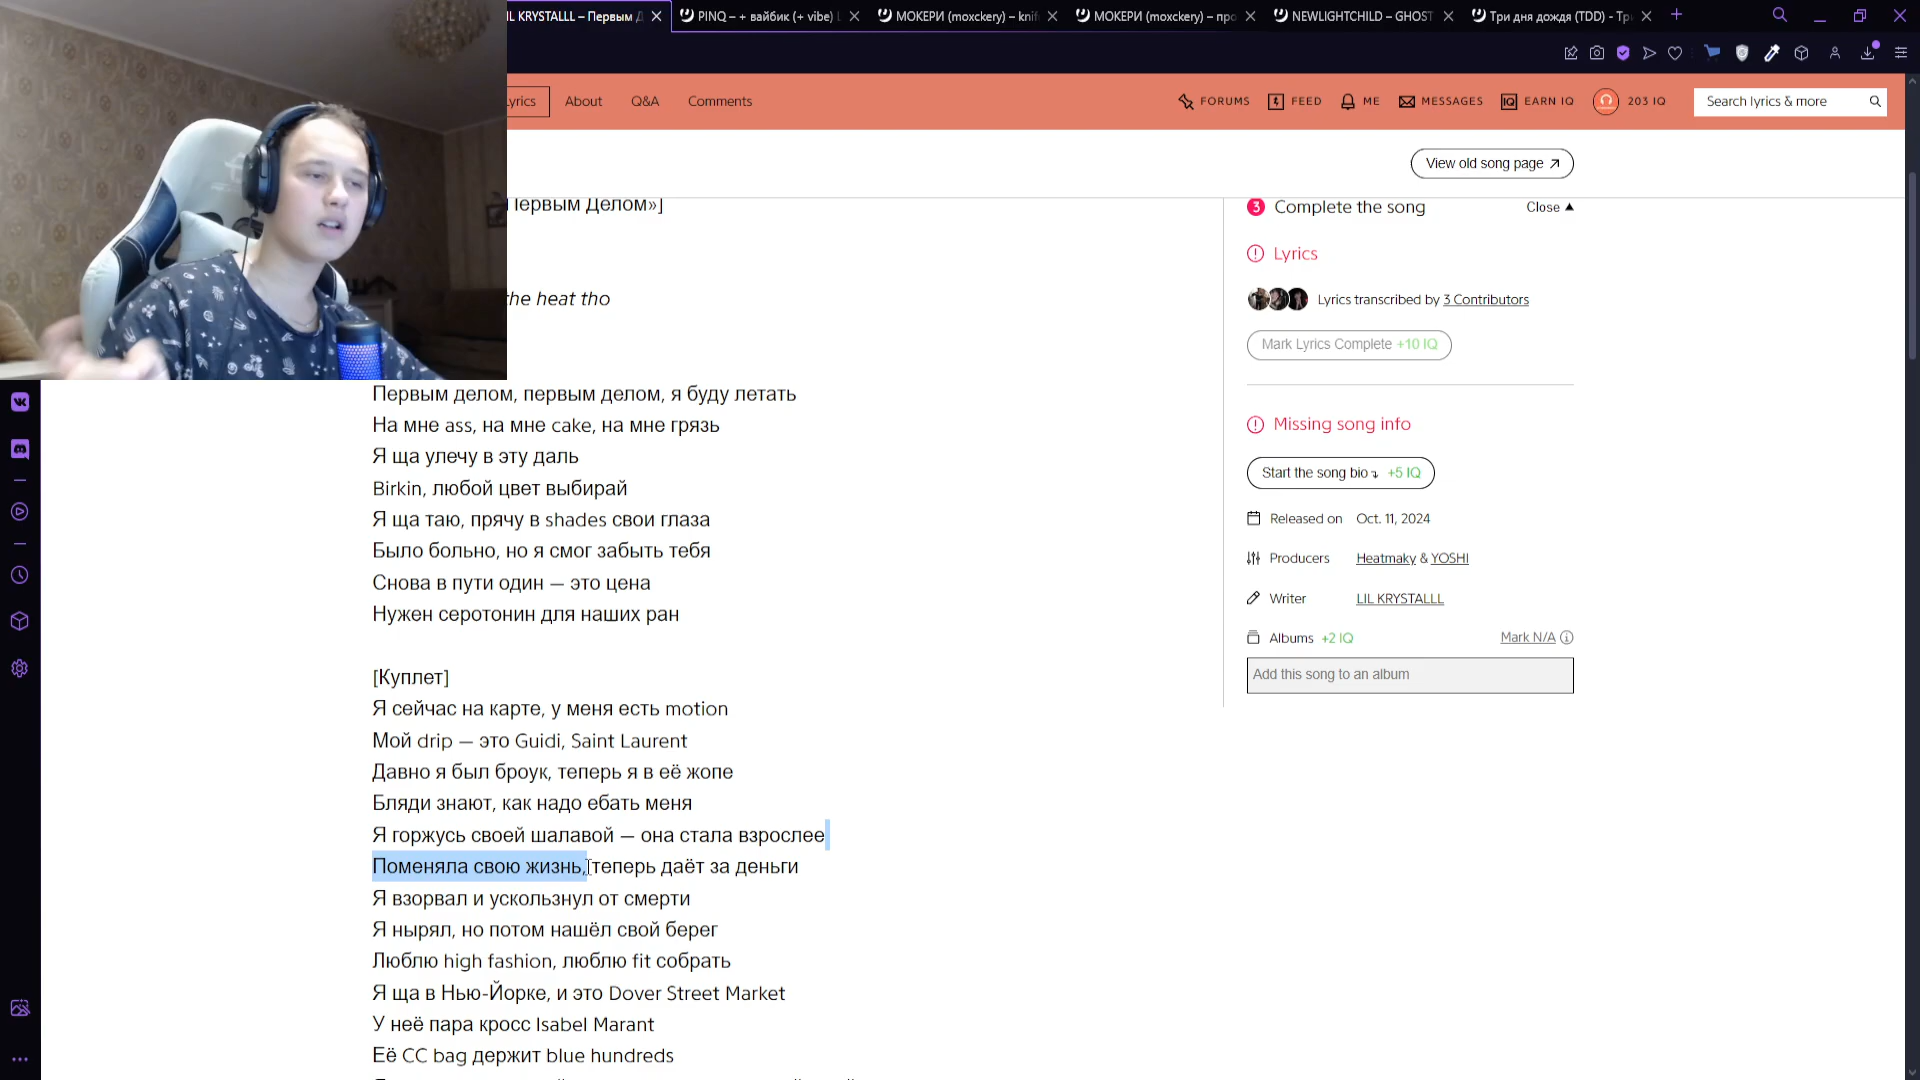 IL KRYSTALLL – Первым Д
PINQ – + вайбик (+ vibe) L
МОКЕРИ (moxckery) – knif
МОКЕРИ (moxckery) – про
NEWLIGHTCHILD – GHOST
Три дня дождя (TDD) - Тр
Lyrics
About
Q&A
Comments
FORUMS
FEED
ME
MESSAGES
EARN IQ
203 IQ
Search lyrics & more
View old song page
Первым Делом»]
the heat tho
Первым делом, первым делом, я буду летать
На мне ass, на мне cake, на мне грязь
Я ща улечу в эту даль
Birkin, любой цвет выбирай
Я ща таю, прячу в shades свои глаза
Было больно, но я смог забыть тебя
Снова в пути один — это цена
Нужен серотонин для наших ран
[Куплет]
Я сейчас на карте, у меня есть motion
Мой drip — это Guidi, Saint Laurent
Давно я был броук, теперь я в её жопе
Бляди знают, как надо ебать меня
Я горжусь своей шалавой — она стала взрослее
Поменяла свою жизнь, теперь даёт за деньги
Я взорвал и ускользнул от смерти
Я нырял, но потом нашёл свой берег
Люблю high fashion, люблю fit собрать
Я ща в Нью-Йорке, и это Dover Street Market
У неё пара кросс Isabel Marant
Её CC bag держит blue hundreds
3 Complete the song
Close
Lyrics
Lyrics transcribed by 3 Contributors
Mark Lyrics Complete +10 IQ
Missing song info
Start the song bio +5 IQ
Released on Oct. 11, 2024
Producers Heatmaky & YOSHI
Writer LIL KRYSTALLL
Albums +2 IQ Mark N/A
Add this song to an album